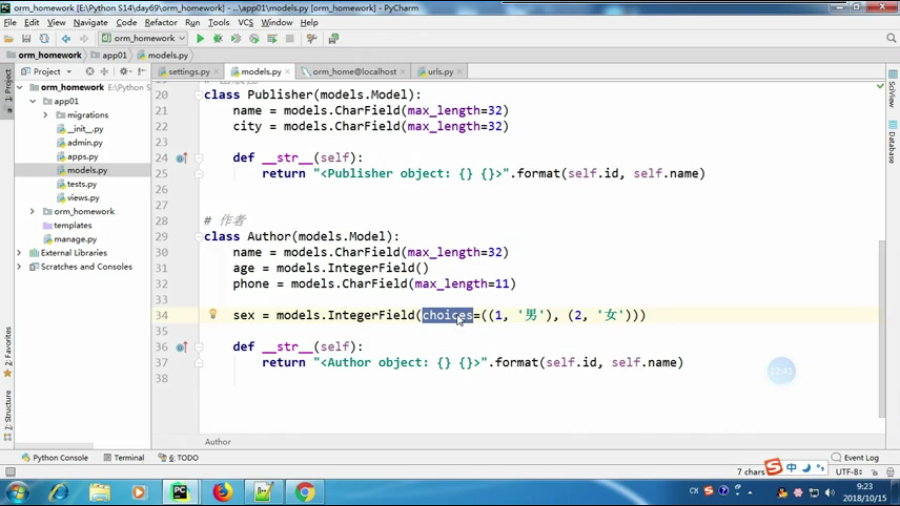 orm_homework [E:\Python S14\day69\orm_homework] - ...\app01\models.py [orm_homework] - PyCharm
File Edit View Navigate Code Refactor Run Tools VCS Window Help
orm_homework
orm_homework app01 models.py
Project
settings.py models.py orm_home@localhost urls.py
orm_homework E:\Python S
app01
migrations
__init__.py
admin.py
apps.py
models.py
tests.py
views.py
orm_homework
templates
manage.py
External Libraries
Scratches and Consoles
1: Project
2: Favorites
7: Structure
SciView
Database
20 class Publisher(models.Model):
21 name = models.CharField(max_length=32)
22 city = models.CharField(max_length=32)
23
24 def __str__(self):
25 return "<Publisher object: {} {}>".format(self.id, self.name)
26
27
28 # 作者
29 class Author(models.Model):
30 name = models.CharField(max_length=32)
31 age = models.IntegerField()
32 phone = models.CharField(max_length=11)
33
34 sex = models.IntegerField(choices=((1, '男'), (2, '女')))
35
36 def __str__(self):
37 return "<Author object: {} {}>".format(self.id, self.name)
38
12:41
Author
Python Console Terminal 6: TODO Event Log
7 chars 中 UTF-8
CH 9:23
2018/10/15